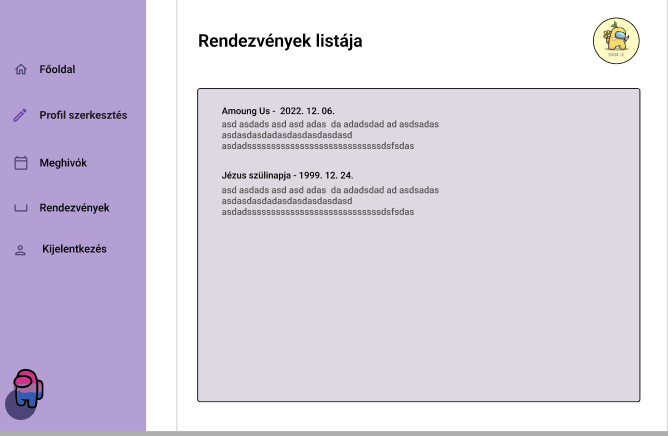 Rendezvények listája
Főoldal
Profil szerkesztés
Meghivók
Rendezvények
Kijelentkezés
Amoung Us - 2022. 12. 06.
asd asdads asd asd adas da adadsdad ad asdsadas
asdasdasdadasdasdasdasdasd
asdadsssssssssssssssssssssssssssssdsfsdas
Jézus szülinapja - 1999. 12. 24.
asd asdads asd asd adas da adadsdad ad asdsadas
asdasdasdadasdasdasdasdasd
asdadsssssssssssssssssssssssssssssdsfsdas